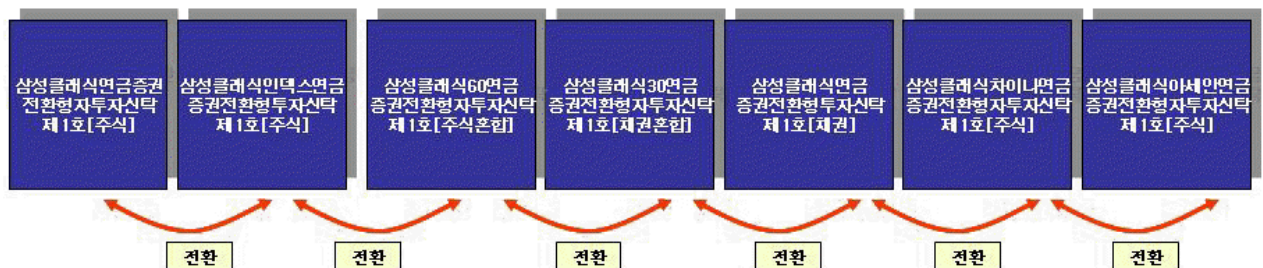 삼성클래식연금증권
전환형자투자신탁
제1호[주식]
삼성클래식인덱스연금
증권전환형투자신탁
제1호[주식]
삼성클래식60연금
증권전환형자투자신탁
제1호[주식혼합]
삼성클래식30연금
증권전환형자투자신탁
제1호[채권혼합]
삼성클래식연금
증권전환형자투자신탁
제1호[채권]
삼성클래식차이나연금
증권전환형자투자신탁
제1호[주식]
삼성클래식아세안연금
증권전환형자투자신탁
제1호[주식]
전환
전환
전환
전환
전환
전환